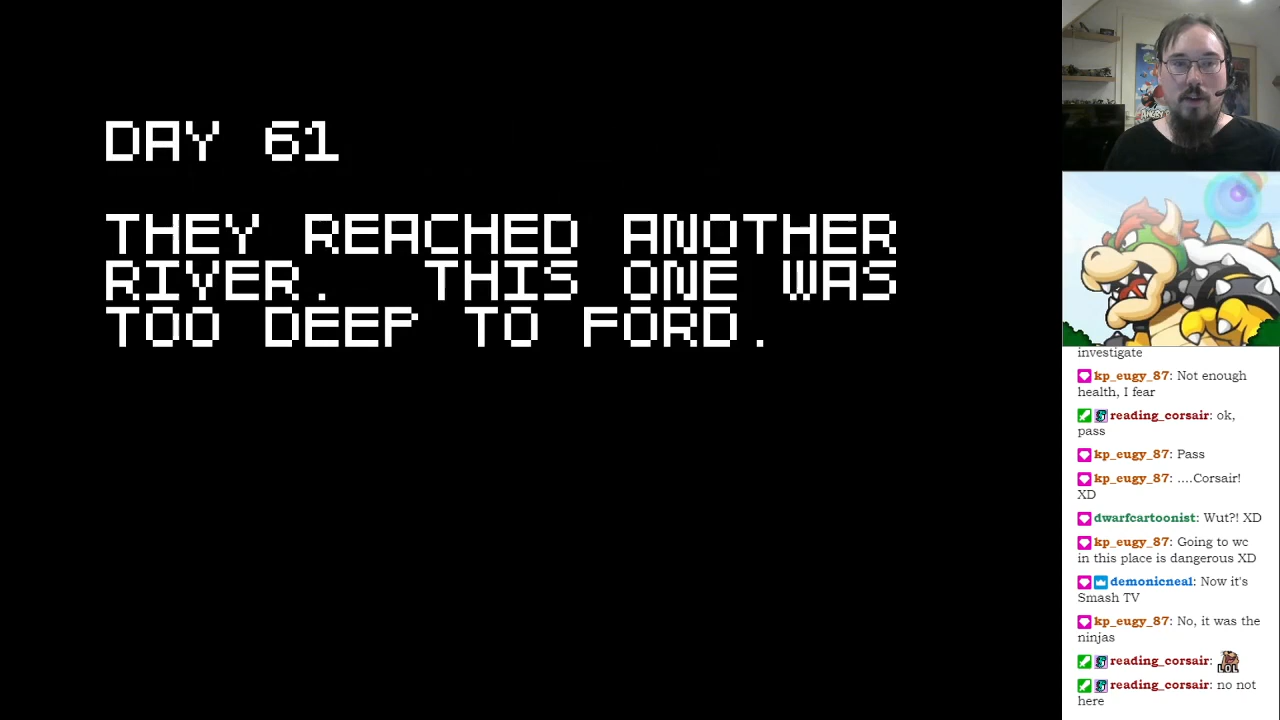 DAY 61
THEY REACHED ANOTHER
RIVER.  THIS ONE WAS
TOO DEEP TO FORD.
ANGRY
investigate
kp_eugy_87: Not enough
health, I fear
reading_corsair: ok,
pass
kp_eugy_87: Pass
kp_eugy_87: ....Corsair!
XD
dwarfcartoonist: Wut?! XD
kp_eugy_87: Going to wc
in this place is dangerous XD
demonicneal: Now it's
Smash TV
kp_eugy_87: No, it was the
ninjas
reading_corsair: LOL
reading_corsair: no not
here